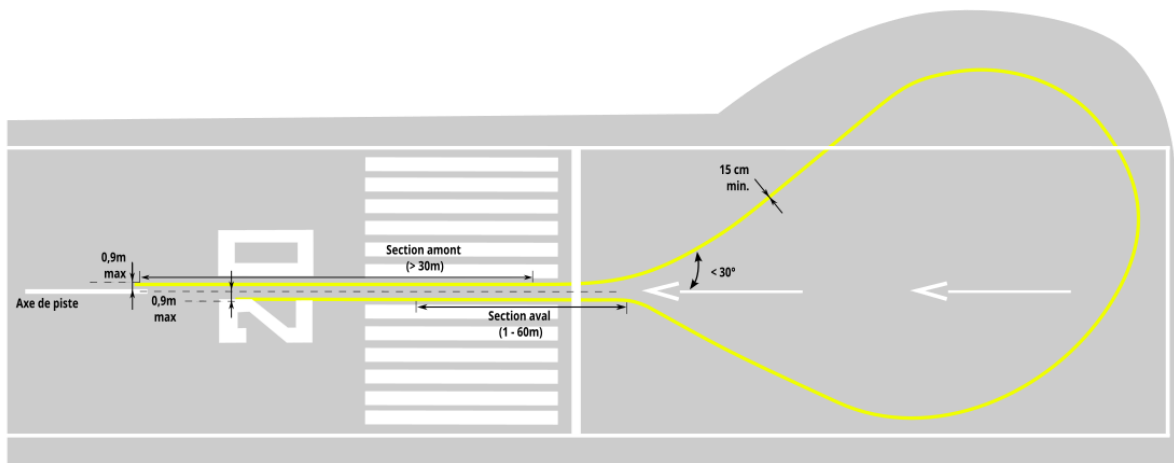 15 cm
min.
Section amont
(> 30m)
0,9m
max
< 30°
Axe de piste
0,9m
max
20
Section aval
(1 - 60m)